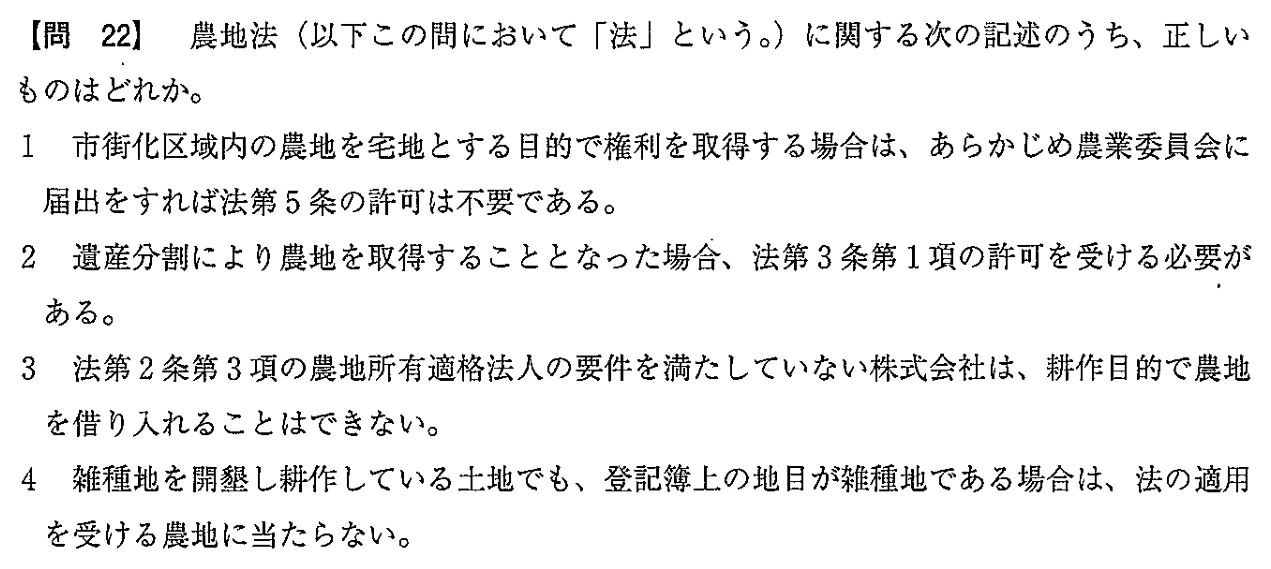 【問　22】　農地法（以下この問において「法」という。）に関する次の記述のうち、正しい
ものはどれか。
1　市街化区域内の農地を宅地とする目的で権利を取得する場合は、あらかじめ農業委員会に
届出をすれば法第5条の許可は不要である。
2　遺産分割により農地を取得することとなった場合、法第3条第1項の許可を受ける必要が
ある。
3　法第2条第3項の農地所有適格法人の要件を満たしていない株式会社は、耕作目的で農地
を借り入れることはできない。
4　雑種地を開墾し耕作している土地でも、登記簿上の地目が雑種地である場合は、法の適用
を受ける農地に当たらない。